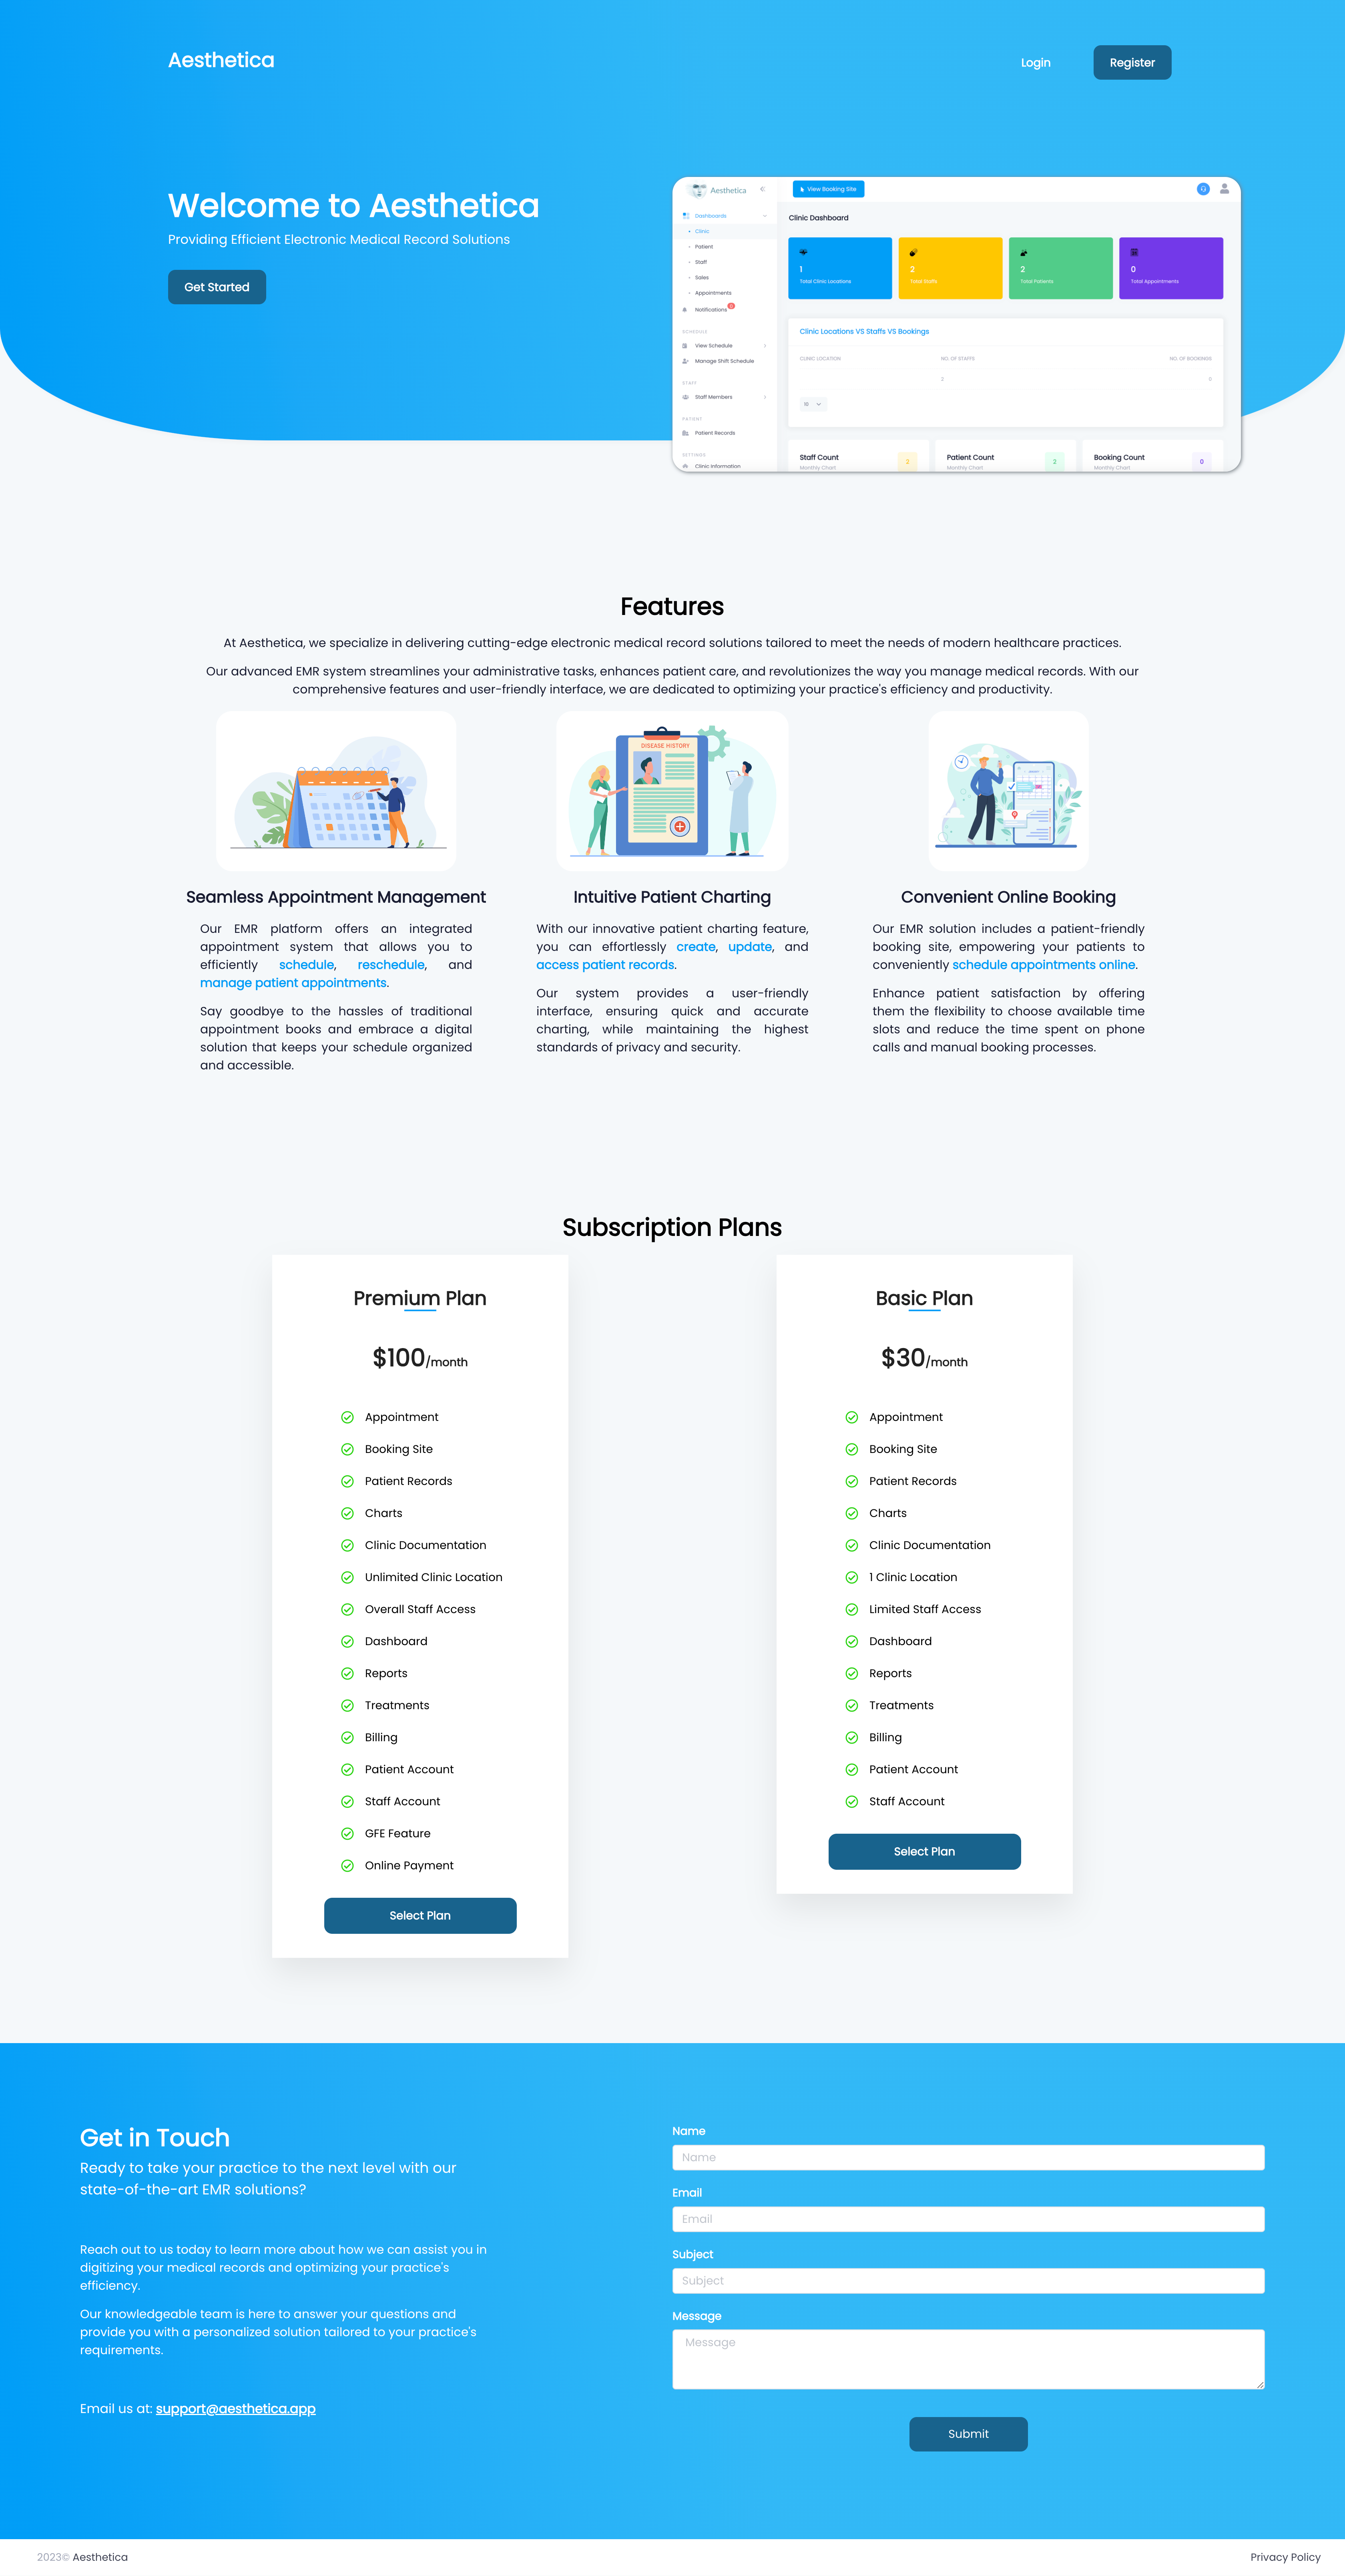 Aesthetica
Login
Register
Welcome to Aesthetica
Providing Efficient Electronic Medical Record Solutions
Get Started
Aesthetica
View Booking Site
Dashboards
Clinic
Patient
Staff
Sales
Appointments
Notifications
SCHEDULE
View Schedule
Manage Shift Schedule
STAFF
Staff Members
PATIENT
Patient Records
SETTINGS
Clinic Information
Clinic Dashboard
1
Total Clinic Locations
2
Total Staffs
2
Total Patients
0
Total Appointments
Clinic Locations VS Staffs VS Bookings
CLINIC LOCATION NO. OF STAFFS NO. OF BOOKINGS
2 0
10
Staff Count
Monthly Chart
2
Patient Count
Monthly Chart
2
Booking Count
Monthly Chart
0
Features
At Aesthetica, we specialize in delivering cutting-edge electronic medical record solutions tailored to meet the needs of modern healthcare practices.
Our advanced EMR system streamlines your administrative tasks, enhances patient care, and revolutionizes the way you manage medical records. With our
comprehensive features and user-friendly interface, we are dedicated to optimizing your practice's efficiency and productivity.
DISEASE HISTORY
Seamless Appointment Management
Our EMR platform offers an integrated
appointment system that allows you to
efficiently schedule, reschedule, and
manage patient appointments.
Say goodbye to the hassles of traditional
appointment books and embrace a digital
solution that keeps your schedule organized
and accessible.
Intuitive Patient Charting
With our innovative patient charting feature,
you can effortlessly create, update, and
access patient records.
Our system provides a user-friendly
interface, ensuring quick and accurate
charting, while maintaining the highest
standards of privacy and security.
Convenient Online Booking
Our EMR solution includes a patient-friendly
booking site, empowering your patients to
conveniently schedule appointments online.
Enhance patient satisfaction by offering
them the flexibility to choose available time
slots and reduce the time spent on phone
calls and manual booking processes.
Subscription Plans
Premium Plan
$100/month
Appointment
Booking Site
Patient Records
Charts
Clinic Documentation
Unlimited Clinic Location
Overall Staff Access
Dashboard
Reports
Treatments
Billing
Patient Account
Staff Account
GFE Feature
Online Payment
Select Plan
Basic Plan
$30/month
Appointment
Booking Site
Patient Records
Charts
Clinic Documentation
1 Clinic Location
Limited Staff Access
Dashboard
Reports
Treatments
Billing
Patient Account
Staff Account
Select Plan
Get in Touch
Ready to take your practice to the next level with our
state-of-the-art EMR solutions?
Reach out to us today to learn more about how we can assist you in
digitizing your medical records and optimizing your practice's
efficiency.
Our knowledgeable team is here to answer your questions and
provide you with a personalized solution tailored to your practice's
requirements.
Email us at: support@aesthetica.app
Name
Name
Email
Email
Subject
Subject
Message
Message
Submit
2023© Aesthetica
Privacy Policy